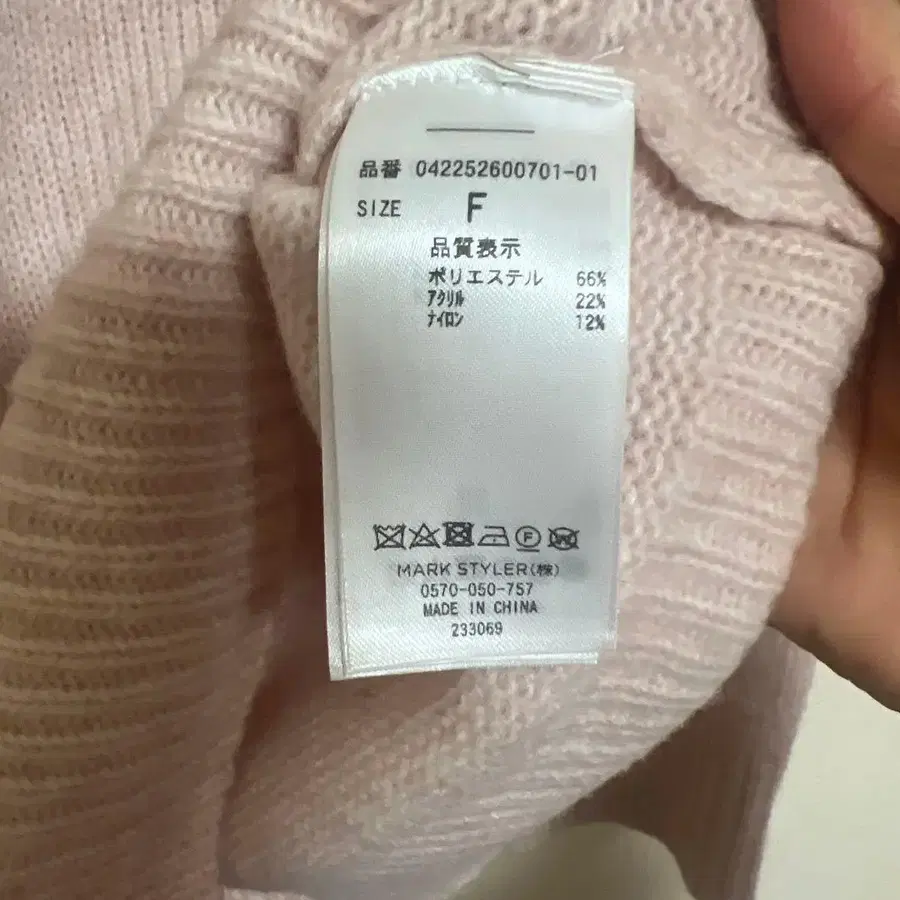 品番 042252600701-01
SIZE F
品質表示
ポリエステル 66%
アクリル 22%
ナイロン 12%
F W
MARK STYLER(株)
0570-050-757
MADE IN CHINA
233069